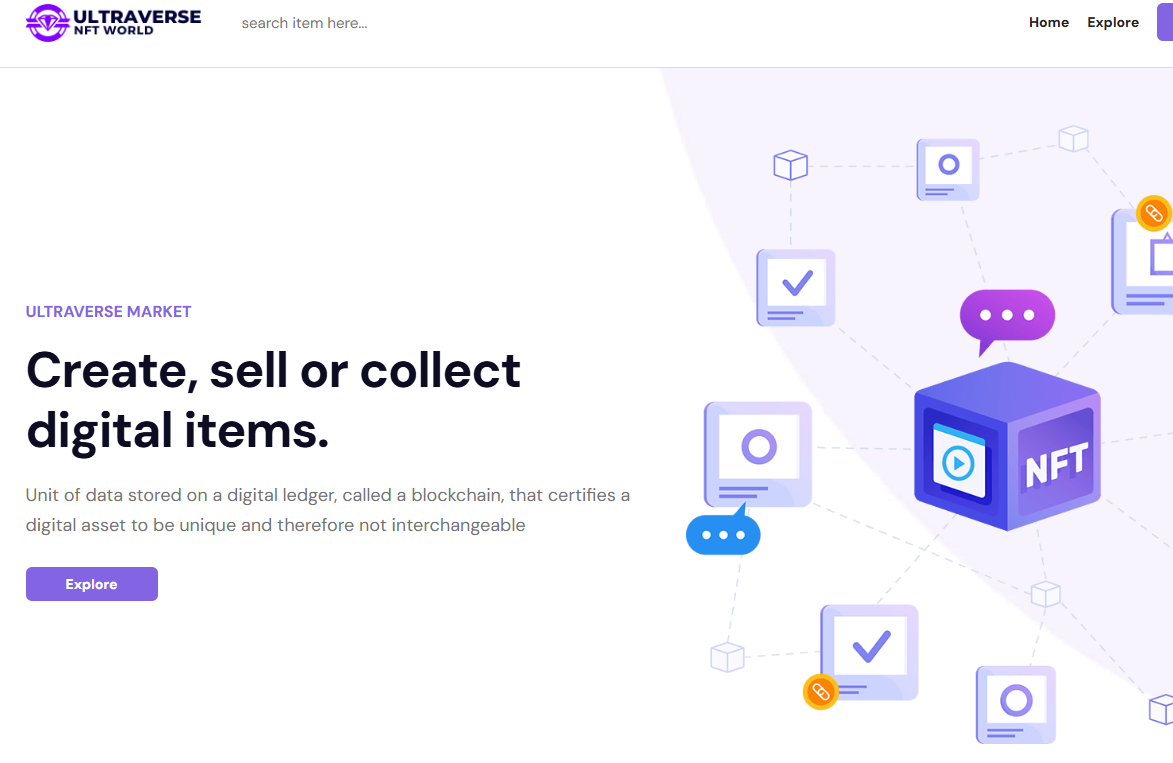 ULTRAVERSE
NFT WORLD
search item here...
Home
Explore
ULTRAVERSE MARKET
Create, sell or collect
digital items.
Unit of data stored on a digital ledger, called a blockchain, that certifies a
digital asset to be unique and therefore not interchangeable
Explore
NFT